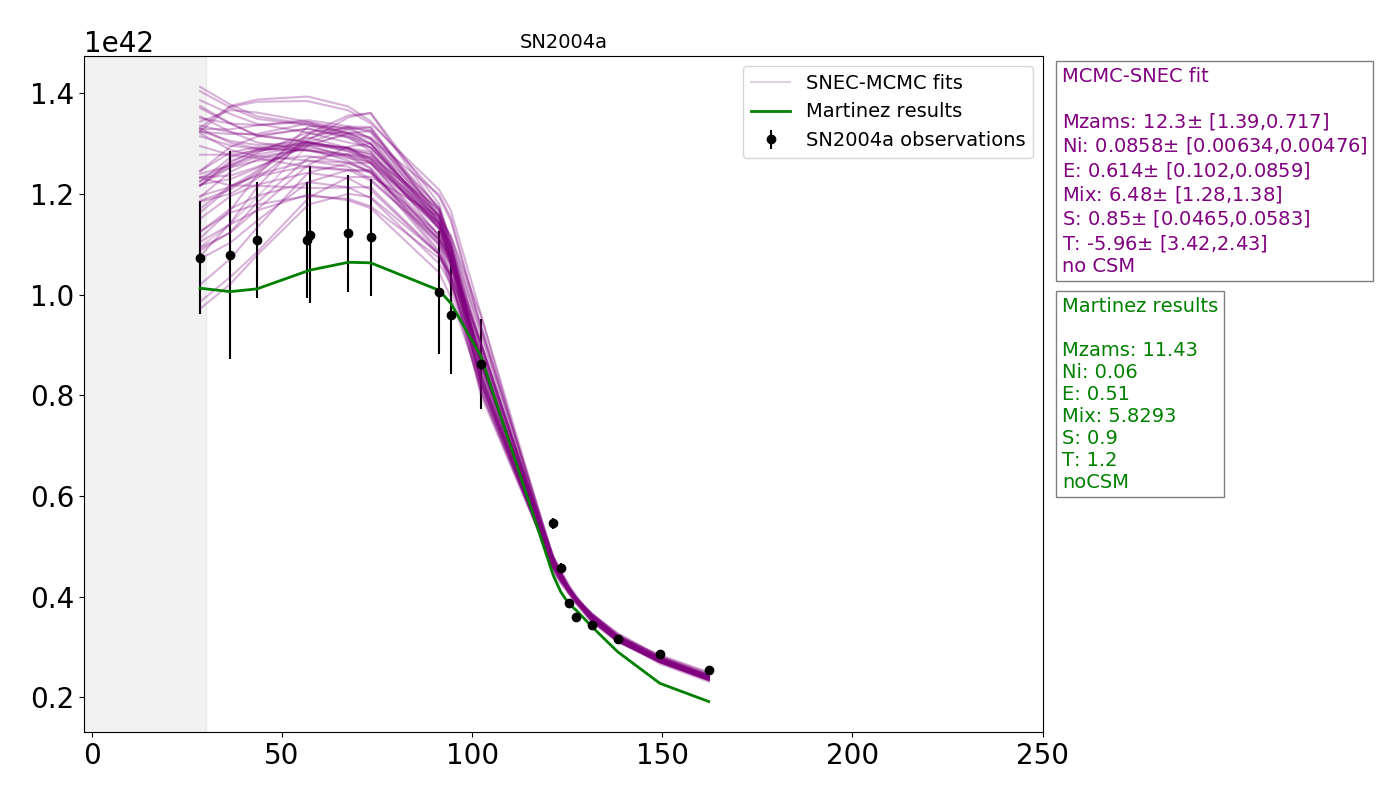 1e42
SN2004a
1.4
1.2
1.0
0.8
0.6
0.4
0.2
0
50
100
150
200
250
SNEC-MCMC fits
Martinez results
SN2004a observations
MCMC-SNEC fit
Mzams: 12.3± [1.39,0.717]
Ni: 0.0858± [0.00634,0.00476]
E: 0.614± [0.102,0.0859]
Mix: 6.48± [1.28,1.38]
S: 0.85± [0.0465,0.0583]
T: -5.96± [3.42,2.43]
no CSM
Martinez results
Mzams: 11.43
Ni: 0.06
E: 0.51
Mix: 5.8293
S: 0.9
T: 1.2
noCSM